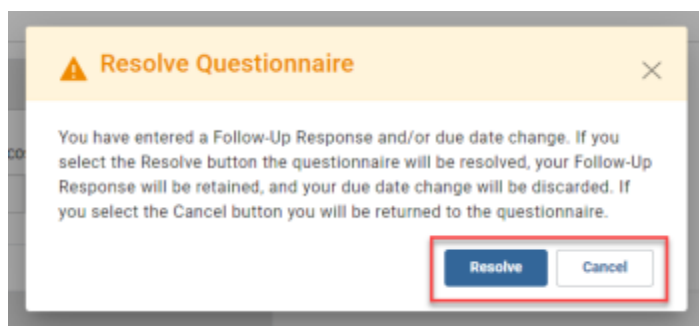 Resolve Questionnaire
You have entered a Follow-Up Response and/or due date change. If you
select the Resolve button the questionnaire will be resolved, your Follow-Up
Response will be retained, and your due date change will be discarded. If
you select the Cancel button you will be returned to the questionnaire.
Resolve Cancel